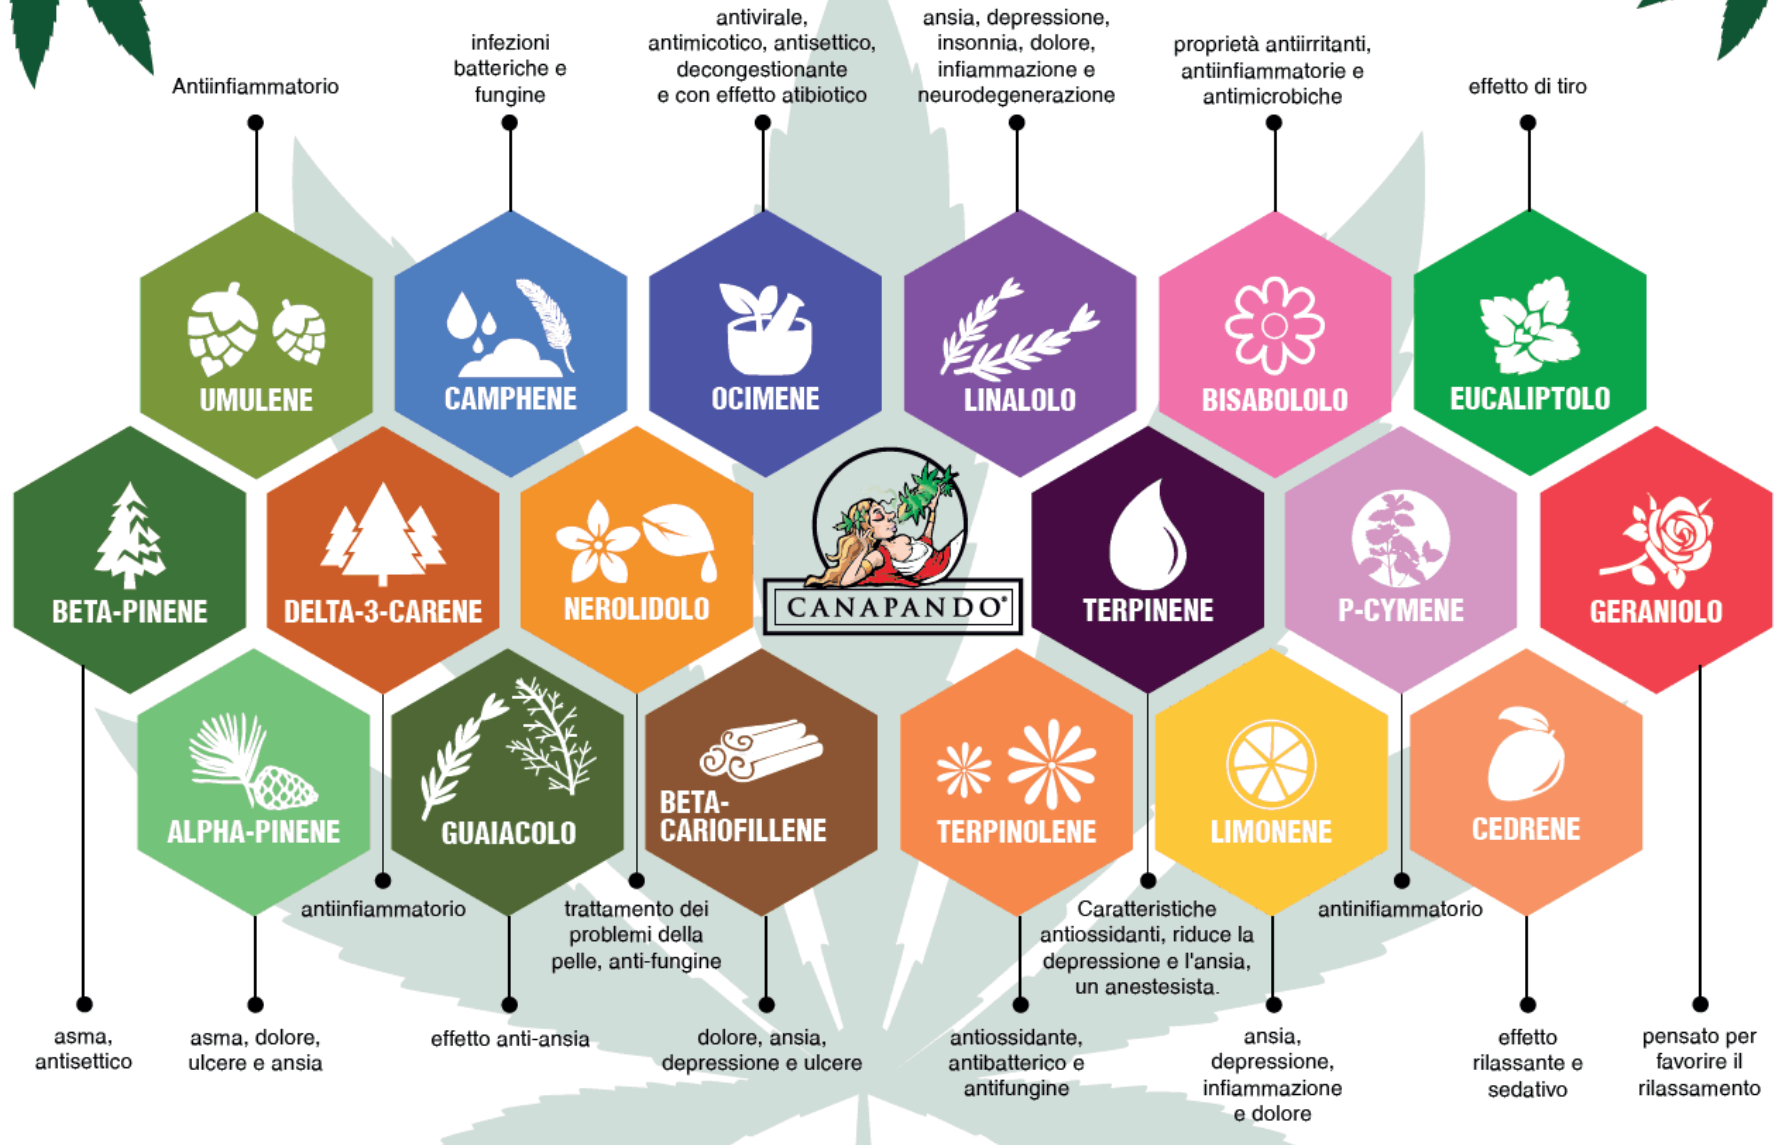 Antiinfiammatorio
infezioni
batteriche e
fungine
antivirale,
antimicotico, antisettico,
decongestionante
e con effetto atibiotico
ansia, depressione,
insonnia, dolore,
infiammazione e
neurodegenerazione
proprietà antiirritanti,
antiinfiammatorie e
antimicrobiche
effetto di tiro
UMULENE
CAMPHENE
OCIMENE
LINALOLO
BISABOLOLO
EUCALIPTOLO
BETA-PINENE
DELTA-3-CARENE
NEROLIDOLO
CANAPANDO®
TERPINENE
P-CYMENE
GERANIOLO
ALPHA-PINENE
GUAIACOLO
BETA-
CARIOFILLENE
TERPINOLENE
LIMONENE
CEDRENE
antiinfiammatorio
trattamento dei
problemi della
pelle, anti-fungine
Caratteristiche
antiossidanti, riduce la
depressione e l'ansia,
un anestesista.
antinifiammatorio
asma,
antisettico
asma, dolore,
ulcere e ansia
effetto anti-ansia
dolore, ansia,
depressione e ulcere
antiossidante,
antibatterico e
antifungine
ansia,
depressione,
infiammazione
e dolore
effetto
rilassante e
sedativo
pensato per
favorire il
rilassamento